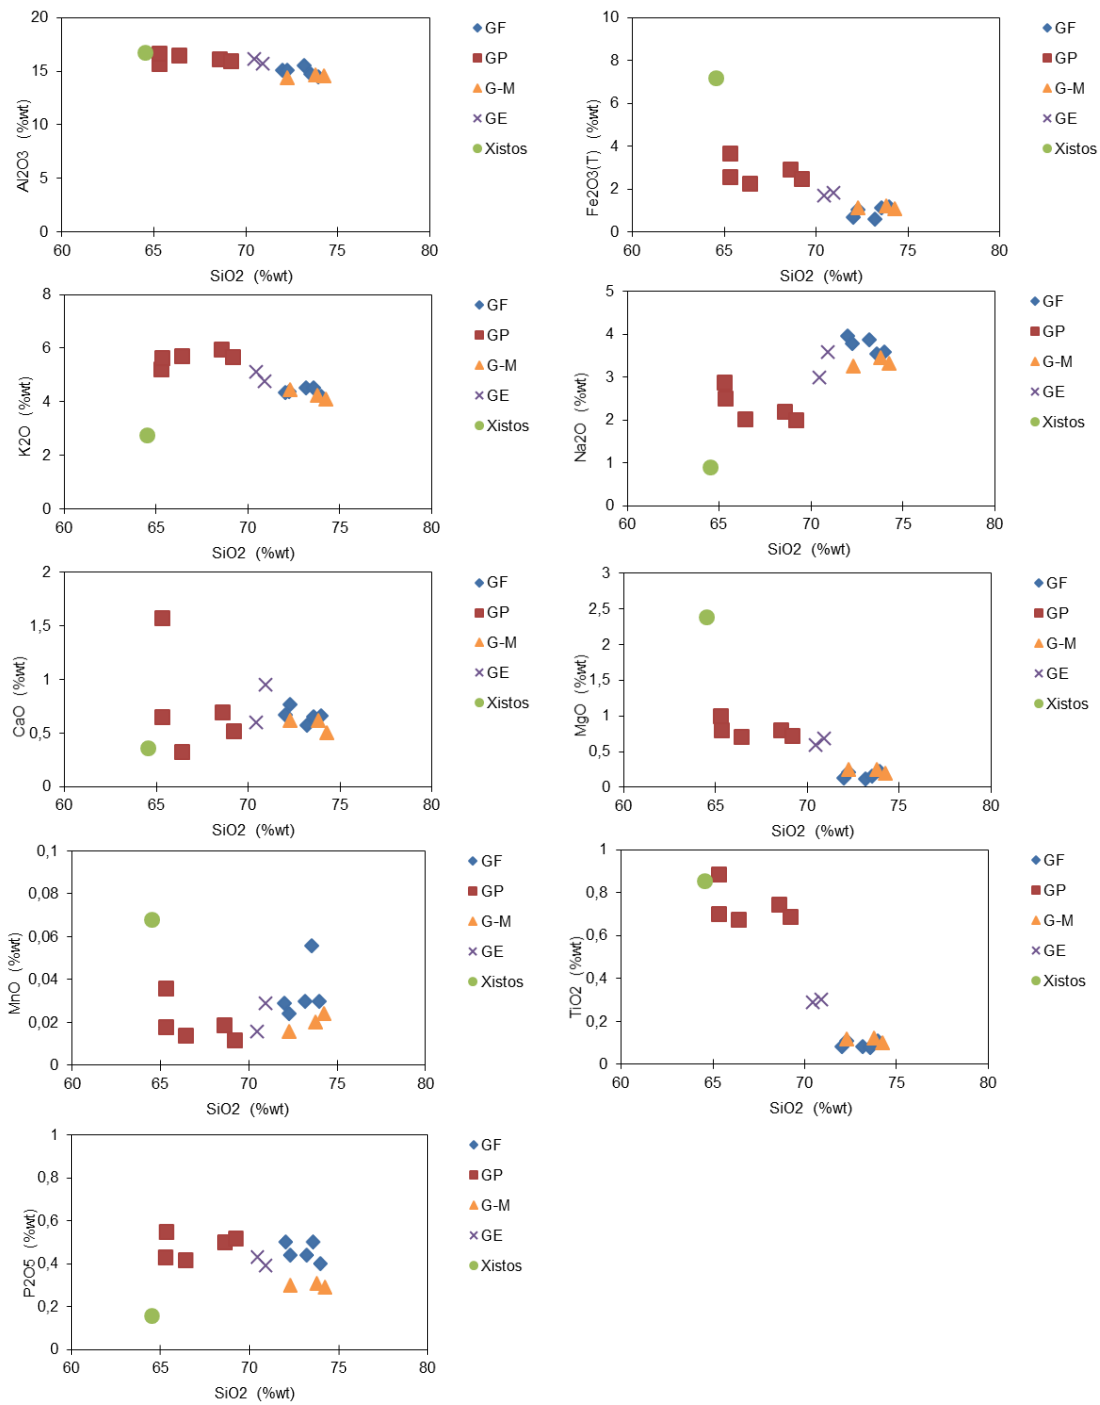 20
15
10
5
0
60
65
70
75
80
Al2O3 (%wt)
SiO2 (%wt)
GF
GP
G-M
GE
Xistos
10
8
6
4
2
0
60
65
70
75
80
Fe2O3(T) (%wt)
SiO2 (%wt)
GF
GP
G-M
GE
Xistos
8
6
4
2
0
60
65
70
75
80
K2O (%wt)
SiO2 (%wt)
GF
GP
G-M
GE
Xistos
5
4
3
2
1
0
60
65
70
75
80
Na2O (%wt)
SiO2 (%wt)
GF
GP
G-M
GE
Xistos
2
1,5
1
0,5
0
60
65
70
75
80
CaO (%wt)
SiO2 (%wt)
GF
GP
G-M
GE
Xistos
3
2,5
2
1,5
1
0,5
0
60
65
70
75
80
MgO (%wt)
SiO2 (%wt)
GF
GP
G-M
GE
Xistos
0,1
0,08
0,06
0,04
0,02
0
60
65
70
75
80
MnO (%wt)
SiO2 (%wt)
GF
GP
G-M
GE
Xistos
1
0,8
0,6
0,4
0,2
0
60
65
70
75
80
TiO2 (%wt)
SiO2 (%wt)
GF
GP
G-M
GE
Xistos
1
0,8
0,6
0,4
0,2
0
60
65
70
75
80
P2O5 (%wt)
SiO2 (%wt)
GF
GP
G-M
GE
Xistos